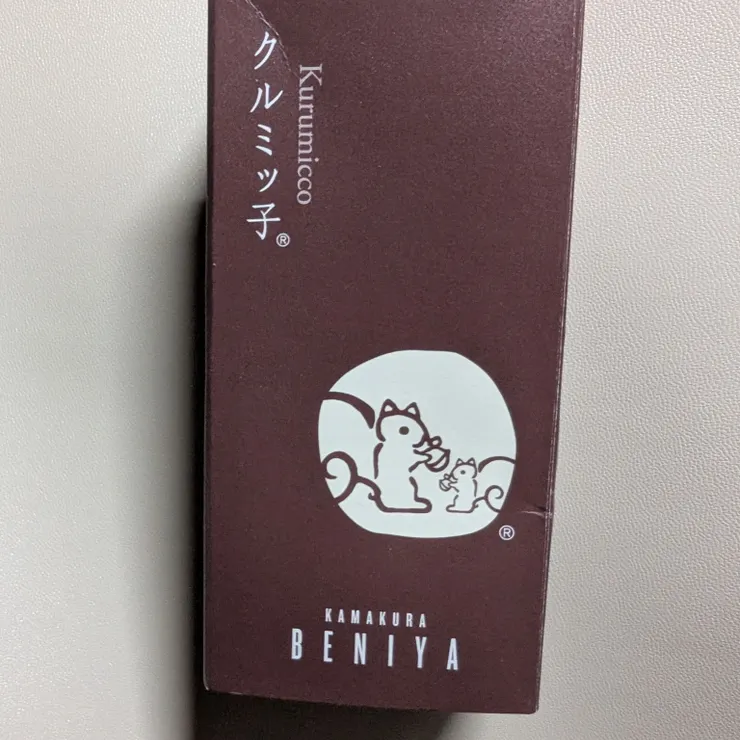 クルミッ子®
Kurumicco
®
KAMAKURA
BENIYA